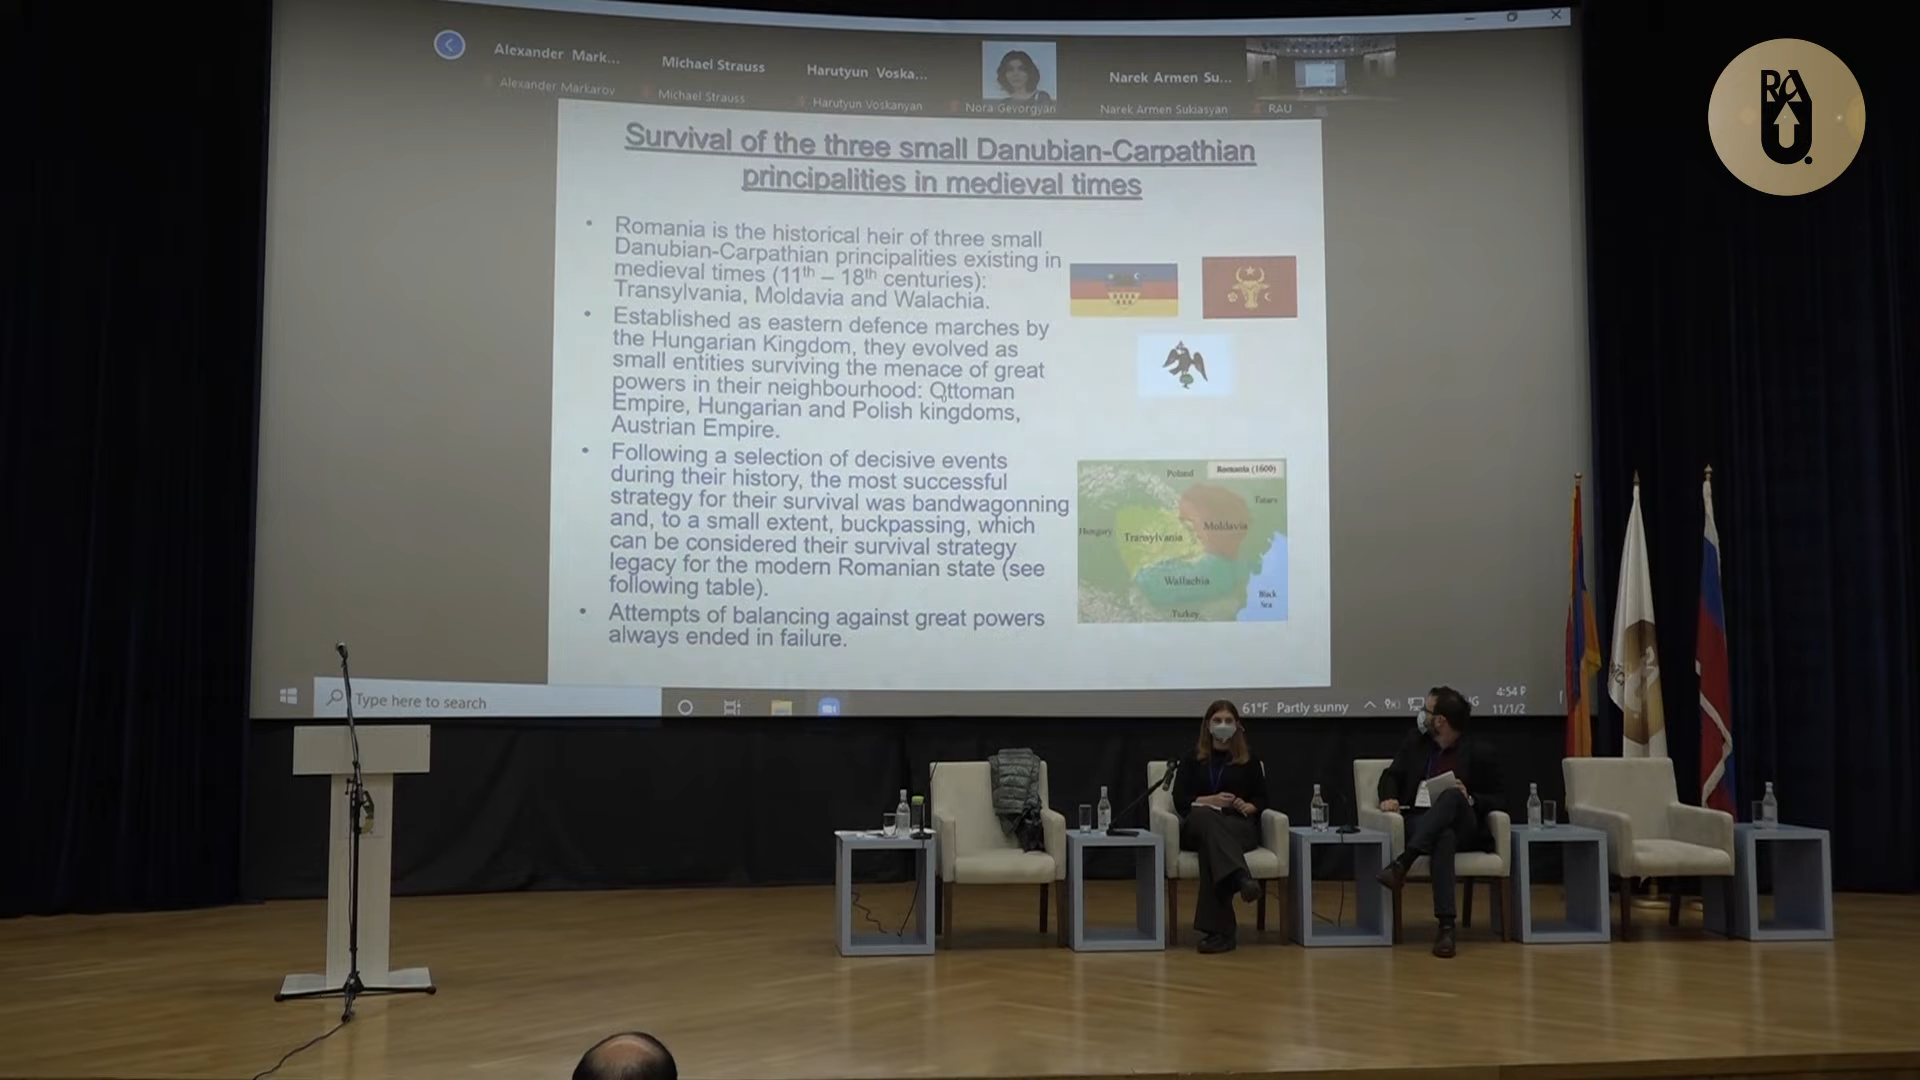 Alexander Mark...
Michael Strauss
Harutyun Voska...
Narek Armen Su...
Alexander Markarov
Michael Strauss
Harutyun Voskanyan
Nora Gevorgyan
Narek Armen Sukiasyan
RAU
RAU
Survival of the three small Danubian-Carpathian
principalities in medieval times
• Romania is the historical heir of three small
Danubian-Carpathian principalities existing in
medieval times (11th – 18th centuries):
Transylvania, Moldavia and Walachia.
• Established as eastern defence marches by
the Hungarian Kingdom, they evolved as
small entities surviving the menace of great
powers in their neighbourhood: Ottoman
Empire, Hungarian and Polish kingdoms,
Austrian Empire.
• Following a selection of decisive events
during their history, the most successful
strategy for their survival was bandwagonning
and, to a small extent, buckpassing, which
can be considered their survival strategy
legacy for the modern Romanian state (see
following table).
• Attempts of balancing against great powers
always ended in failure.
Poland
Romania (1600)
Tatars
Hungary
Transylvania
Moldavia
Wallachia
Black
Sea
Turkey
Type here to search
61°F Partly sunny
4:54 P
11/1/2